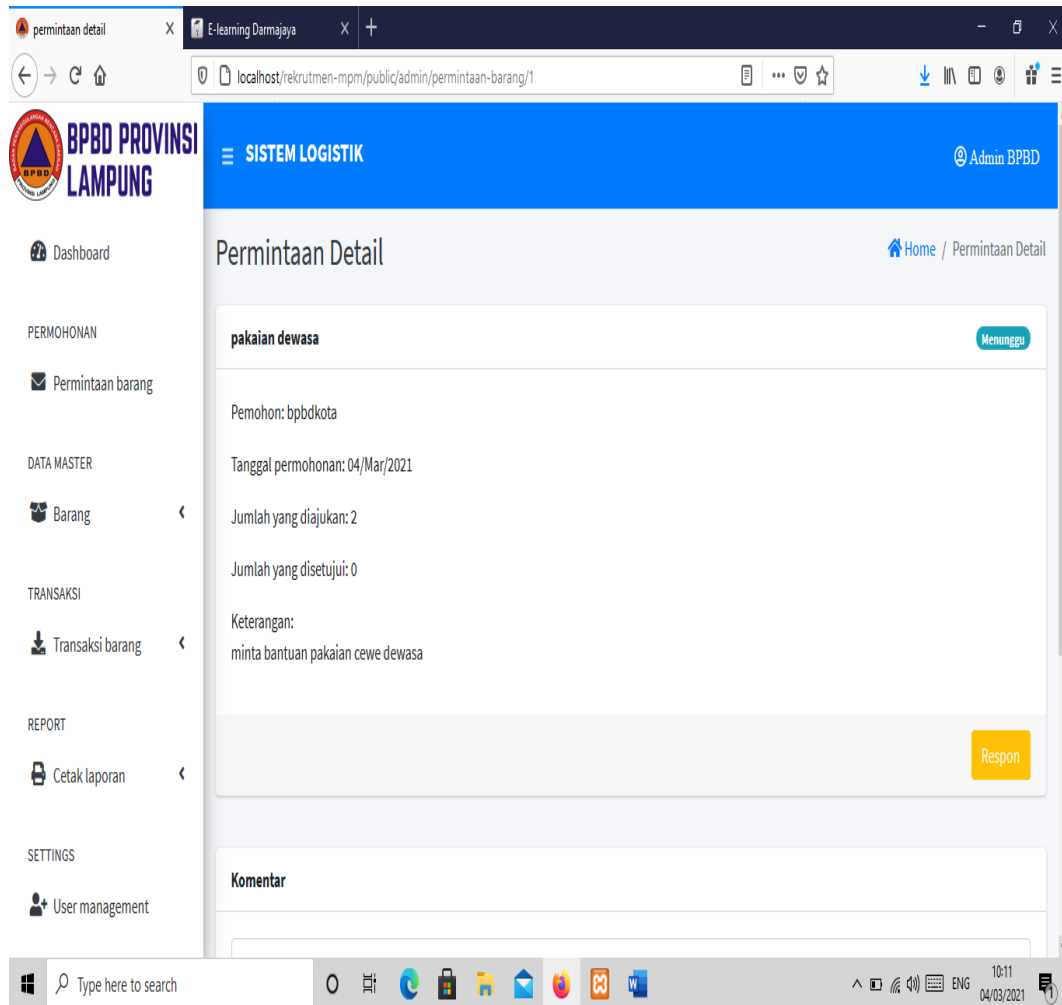 permintaan detail
E-learning Darmajaya
localhost/rekrutmen-mpm/public/admin/permintaan-barang/1
BPBD PROVINSI
LAMPUNG
BPBD
SISTEM LOGISTIK
Admin BPBD
Dashboard
PERMOHONAN
Permintaan barang
DATA MASTER
Barang
TRANSAKSI
Transaksi barang
REPORT
Cetak laporan
SETTINGS
User management
Permintaan Detail
Home / Permintaan Detail
pakaian dewasa
Menunggu
Pemohon: bpbdkota
Tanggal permohonan: 04/Mar/2021
Jumlah yang diajukan: 2
Jumlah yang disetujui: 0
Keterangan:
minta bantuan pakaian cewe dewasa
Respon
Komentar
Type here to search
ENG
10:11
04/03/2021